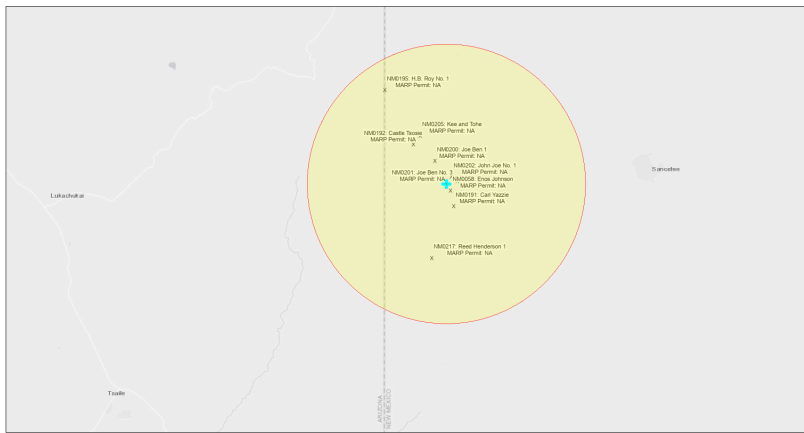 NM0195: H.B. Roy No. 1
MARP Permit: NA
NM0205: Kee and Tohe
MARP Permit: NA
NM0192: Castle Tsosie
MARP Permit: NA
NM0200: Joe Ben 1
MARP Permit: NA
NM0202: John Joe No. 1
MARP Permit: NA
NM0201: Joe Ben No. 3
MARP Permit: NA
NM0058: Enos Johnson
MARP Permit: NA
NM0191: Carl Yazzie
MARP Permit: NA
NM0217: Reed Henderson 1
MARP Permit: NA
Sanostee
Lukachukai
Tsaile
ARIZONA
NEW MEXICO